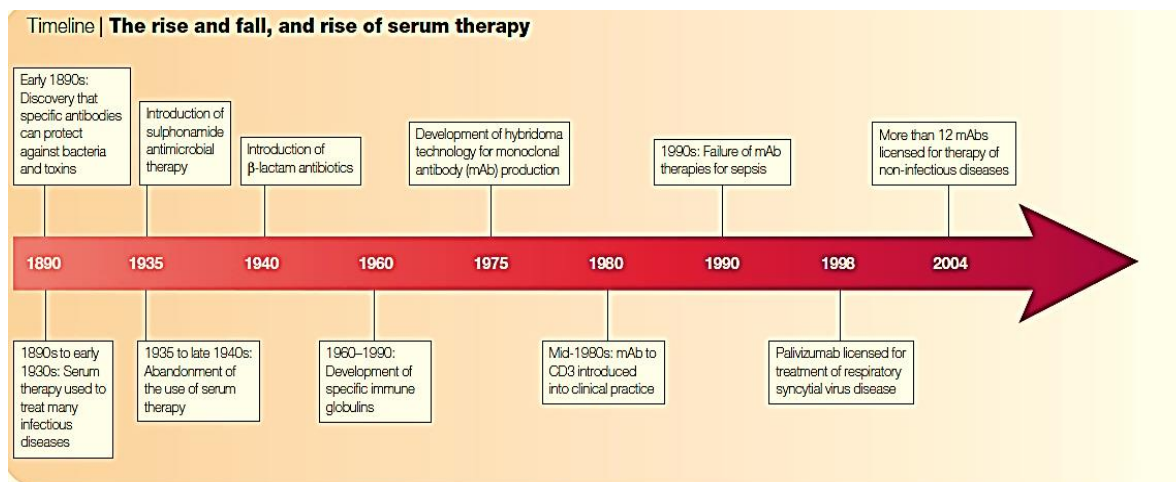 Timeline | The rise and fall, and rise of serum therapy
Early 1890s:
Discovery that
specific antibodies
can protect
against bacteria
and toxins
Introduction of
sulphonamide
antimicrobial
therapy
Introduction of
β-lactam antibiotics
Development of hybridoma
technology for monoclonal
antibody (mAb) production
1990s: Failure of mAb
therapies for sepsis
More than 12 mAbs
licensed for therapy of
non-infectious diseases
1890 1935 1940 1960 1975 1980 1990 1998 2004
1890s to early
1930s: Serum
therapy used to
treat many
infectious
diseases
1935 to late 1940s:
Abandonment of
the use of serum
therapy
1960–1990:
Development of
specific immune
globulins
Mid-1980s: mAb to
CD3 introduced
into clinical practice
Palivizumab licensed for
treatment of respiratory
syncytial virus disease